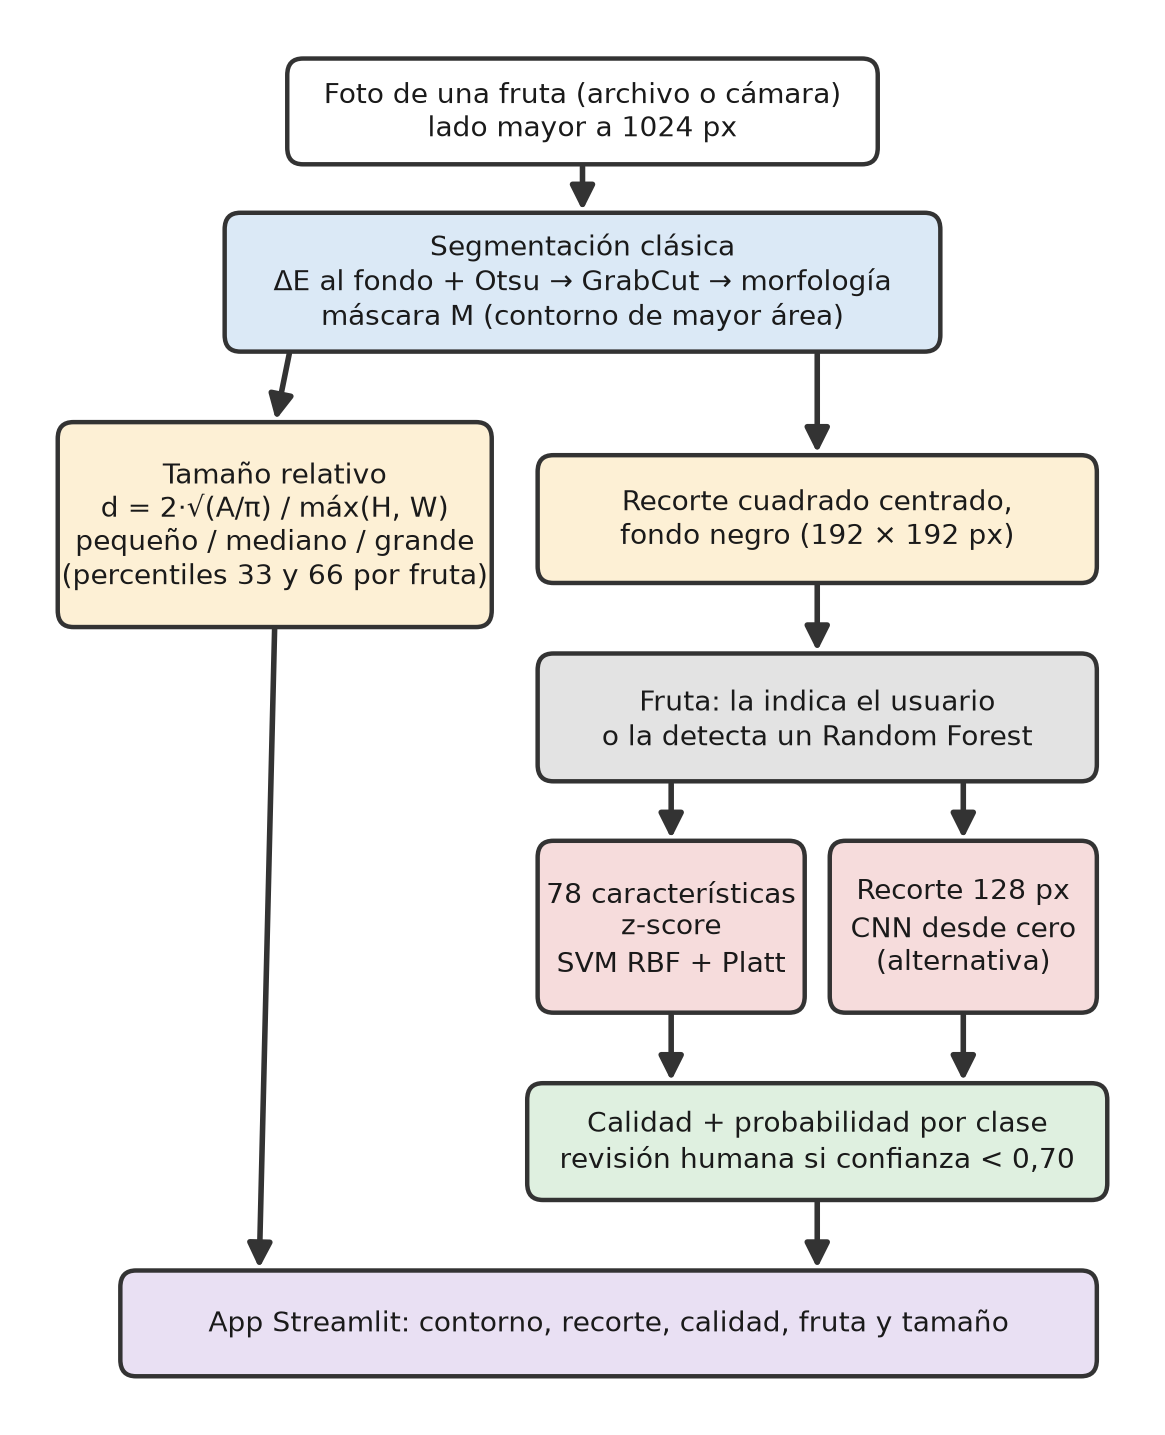 Foto de una fruta (archivo o cámara)
lado mayor a 1024 px
Segmentación clásica
ΔE al fondo + Otsu → GrabCut → morfología
máscara M (contorno de mayor área)
Tamaño relativo
d = 2·√(A/π) / máx(H, W)
pequeño / mediano / grande
(percentiles 33 y 66 por fruta)
Recorte cuadrado centrado,
fondo negro (192 × 192 px)
Fruta: la indica el usuario
o la detecta un Random Forest
78 características
z-score
SVM RBF + Platt
Recorte 128 px
CNN desde cero
(alternativa)
Calidad + probabilidad por clase
revisión humana si confianza < 0,70
App Streamlit: contorno, recorte, calidad, fruta y tamaño